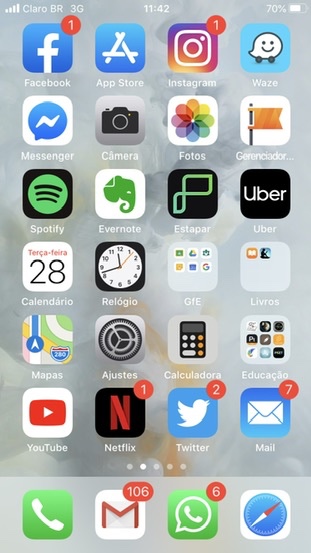 Claro BR 3G 11:42 70%
1 1
Facebook App Store Instagram Waze
Messenger Câmera Fotos Gerenciador...
Uber
Spotify Evernote Estapar Uber
Terça-feira
28
Calendário Relógio GfE Livros
280
Mapas Ajustes Calculadora Educação
1 2 7
YouTube Netflix Twitter Mail
106 6